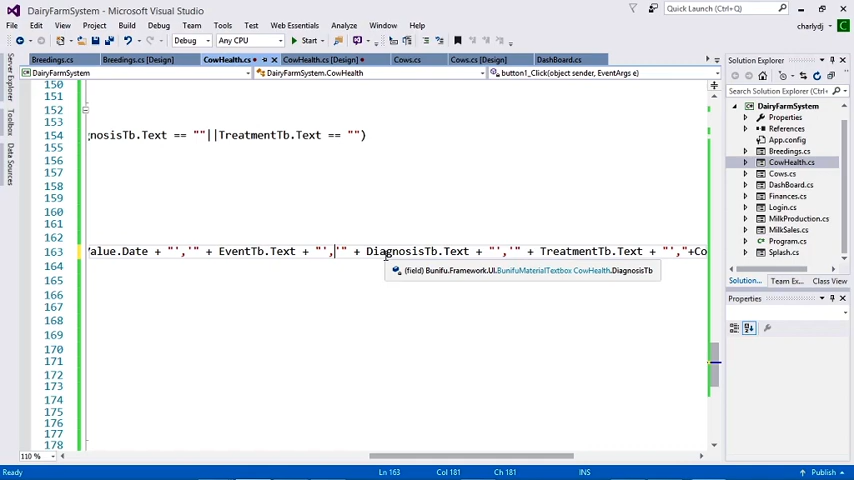 DairyFarmSystem - Microsoft Visual Studio
Quick Launch (Ctrl+Q)
File Edit View Project Build Debug Team Tools Test Web Essentials Analyze Window Help
charlydj
Debug Any CPU Start
Breedings.cs Breedings.cs [Design] CowHealth.cs CowHealth.cs [Design] Cows.cs Cows.cs [Design] DashBoard.cs
DairyFarmSystem DairyFarmSystem.CowHealth button1_Click(object sender, EventArgs e)
Server Explorer
Toolbox
Data Sources
150
151
152
153
154 gnosisTb.Text == ""||TreatmentTb.Text == "")
155
156
157
158
159
160
161
162
163 Value.Date + "','" + EventTb.Text + "','" + DiagnosisTb.Text + "','" + TreatmentTb.Text + "',"+Co
(field) Bunifu.Framework.UI.BunifuMaterialTextbox CowHealth.DiagnosisTb
164
165
166
167
168
169
170
171
172
173
174
175
176
177
178
110 %
Solution Explorer
Search Solution Explorer (Ctrl+;)
DairyFarmSystem
Properties
References
App.config
Breedings.cs
CowHealth.cs
Cows.cs
DashBoard.cs
Finances.cs
Login.cs
MilkProduction.cs
MilkSales.cs
Program.cs
Splash.cs
Solution... Team Ex... Class View
Properties
Ready Ln 163 Col 181 Ch 181 INS Publish